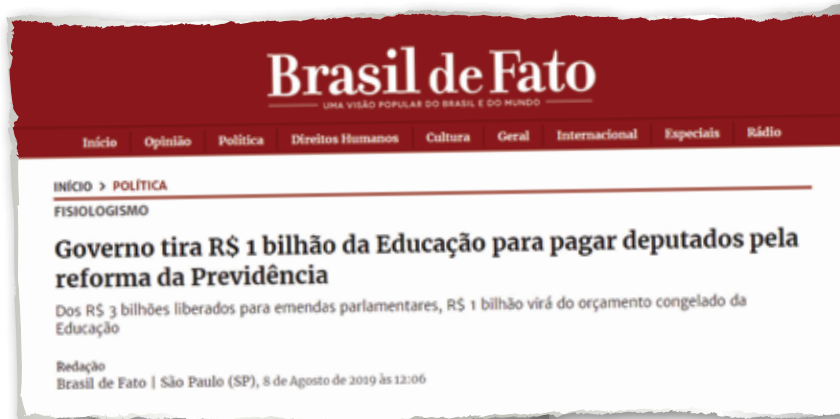 Brasil de Fato
UMA VISÃO POPULAR DO BRASIL E DO MUNDO
Início Opinião Política Direitos Humanos Cultura Geral Internacional Especiais Rádio
INÍCIO > POLÍTICA
FISIOLOGISMO
Governo tira R$ 1 bilhão da Educação para pagar deputados pela
reforma da Previdência
Dos R$ 3 bilhões liberados para emendas parlamentares, R$ 1 bilhão virá do orçamento congelado da
Educação
Redação
Brasil de Fato | São Paulo (SP), 8 de Agosto de 2019 às 12:06